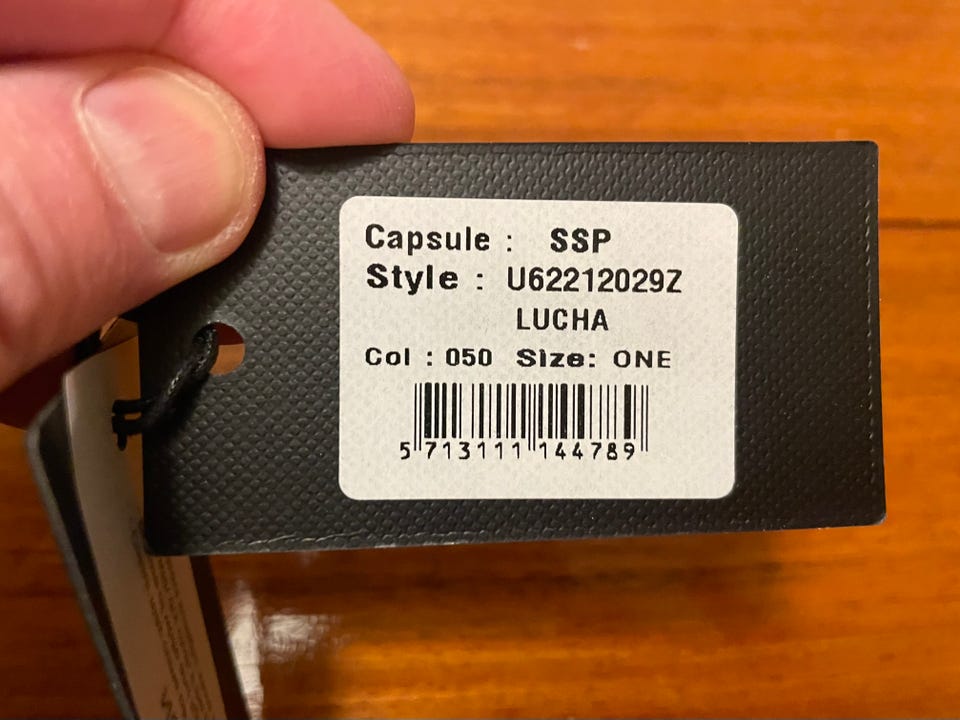 Capsule : SSP
Style : U62212029Z
LUCHA
Col : 050 Size: ONE
5 713111 144789